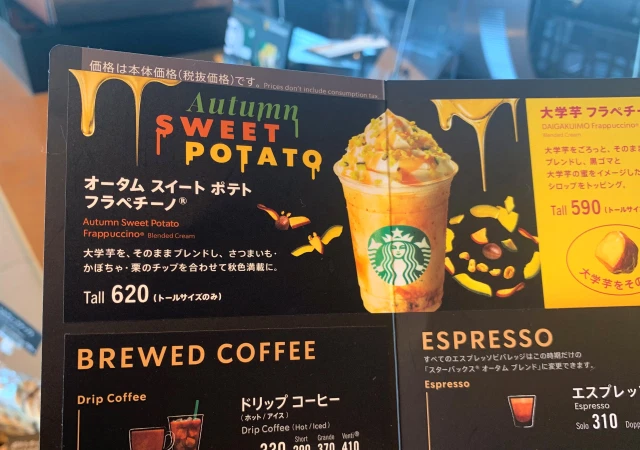 価格は本体価格(税抜価格)です。Prices don't include consumption tax.
Autumn
SWEET
POTATO
オータム スイート ポテト
フラペチーノ®
Autumn Sweet Potato
Frappuccino® Blended Cream
大学芋を、そのままブレンドし、さつまいも・
かぼちゃ・栗のチップを合わせて秋色満載に。
Tall 620 (トールサイズのみ)
大学芋 フラペチ
DAIGAKUIMO Frappuccino®
Blended Cream
大学芋をごろっと、そのまま
ブレンドし、黒ゴマと
大学芋の蜜をイメージした
シロップをトッピング。
Tall 590 (トールサイズ
大学芋をその
BREWED COFFEE
Drip Coffee
ドリップ コーヒー
(ホット/アイス)
Drip Coffee (Hot / Iced)
Short Grande Venti®
330 370 410
ESPRESSO
すべてのエスプレッソビバレッジはこの時期だけの
「スターバックス® オータム ブレンド」に変更できます。
Espresso
エスプレッ
Espresso
Solo 310 Dopp